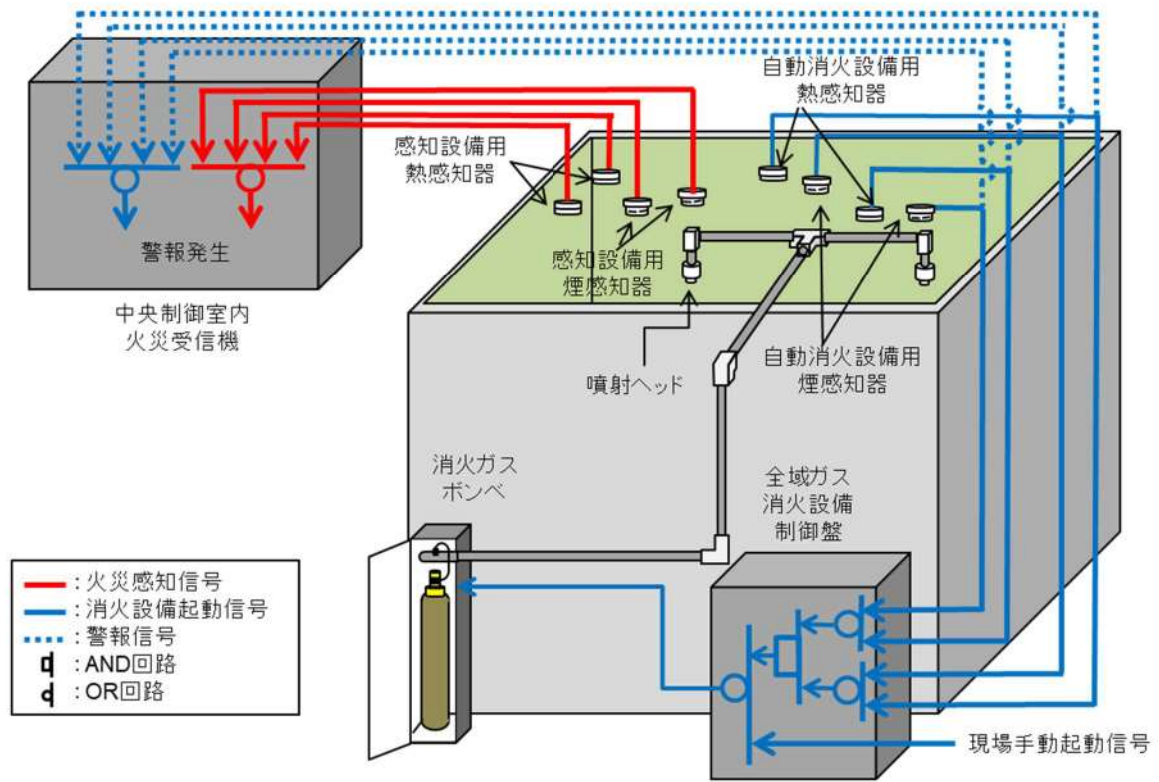 自動消火設備用
熱感知器
感知設備用
熱感知器
感知設備用
煙感知器
警報発生
中央制御室内
火災受信機
噴射ヘッド
自動消火設備用
煙感知器
消火ガス
ボンベ
全域ガス
消火設備
制御盤
: 火災感知信号
: 消火設備起動信号
: 警報信号
: AND回路
: OR回路
現場手動起動信号